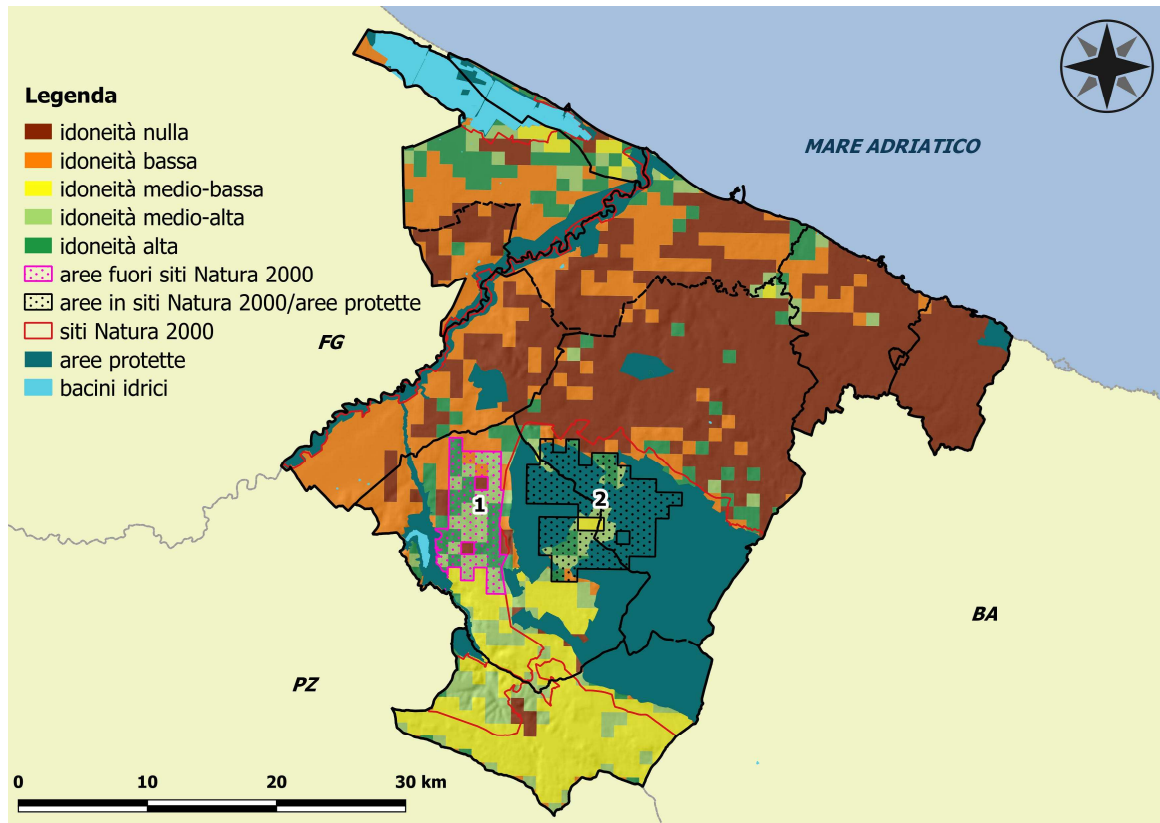 Legenda
idoneità nulla
idoneità bassa
idoneità medio-bassa
idoneità medio-alta
idoneità alta
aree fuori siti Natura 2000
aree in siti Natura 2000/aree protette
siti Natura 2000
aree protette
bacini idrici
MARE ADRIATICO
FG
1
2
BA
PZ
0 10 20 30 km